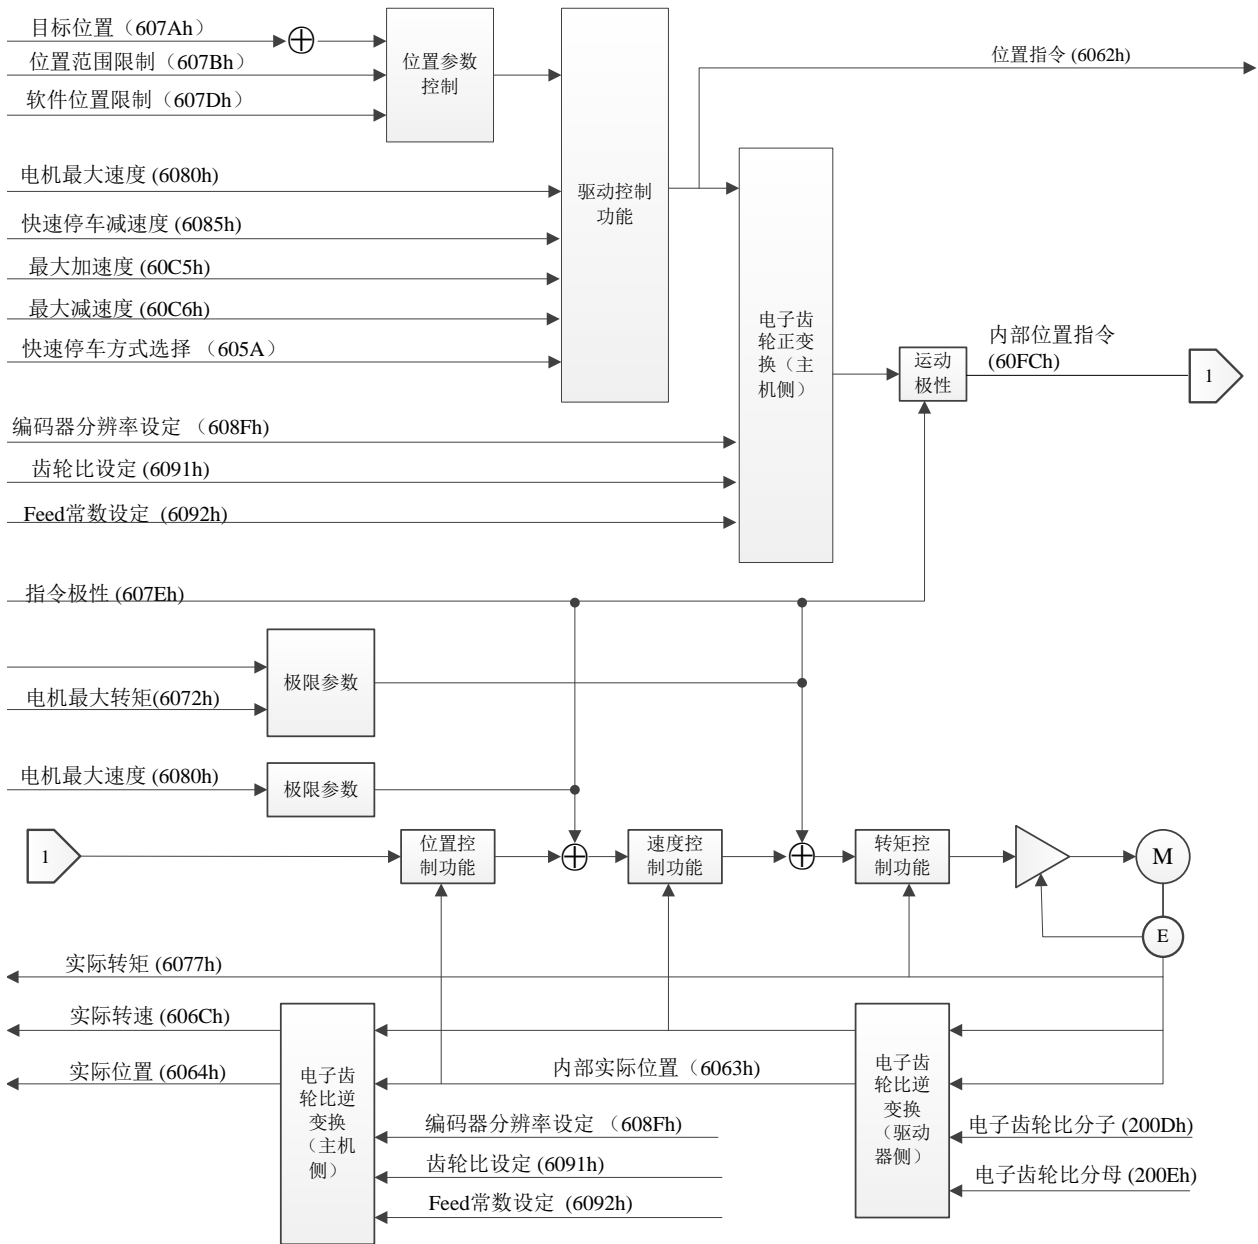 目标位置（607Ah）
位置范围限制（607Bh）
软件位置限制（607Dh）
位置参数
控制
位置指令 (6062h)
电机最大速度 (6080h)
快速停车减速度 (6085h)
最大加速度 (60C5h)
最大减速度 (60C6h)
快速停车方式选择 （605A）
驱动控制
功能
编码器分辨率设定 （608Fh）
齿轮比设定 (6091h)
Feed常数设定 (6092h)
电子齿
轮正变
换（主
机侧）
运动
极性
内部位置指令
(60FCh)
1
指令极性 (607Eh)
电机最大转矩(6072h)
极限参数
电机最大速度 (6080h)
极限参数
1
位置控
制功能
速度控
制功能
转矩控
制功能
M
E
实际转矩 (6077h)
实际转速 (606Ch)
实际位置 (6064h)
电子齿
轮比逆
变换
（主机
侧）
内部实际位置（6063h）
编码器分辨率设定 （608Fh）
齿轮比设定 (6091h)
Feed常数设定 (6092h)
电子齿
轮比逆
变换
（驱动
器侧）
电子齿轮比分子 (200Dh)
电子齿轮比分母 (200Eh)